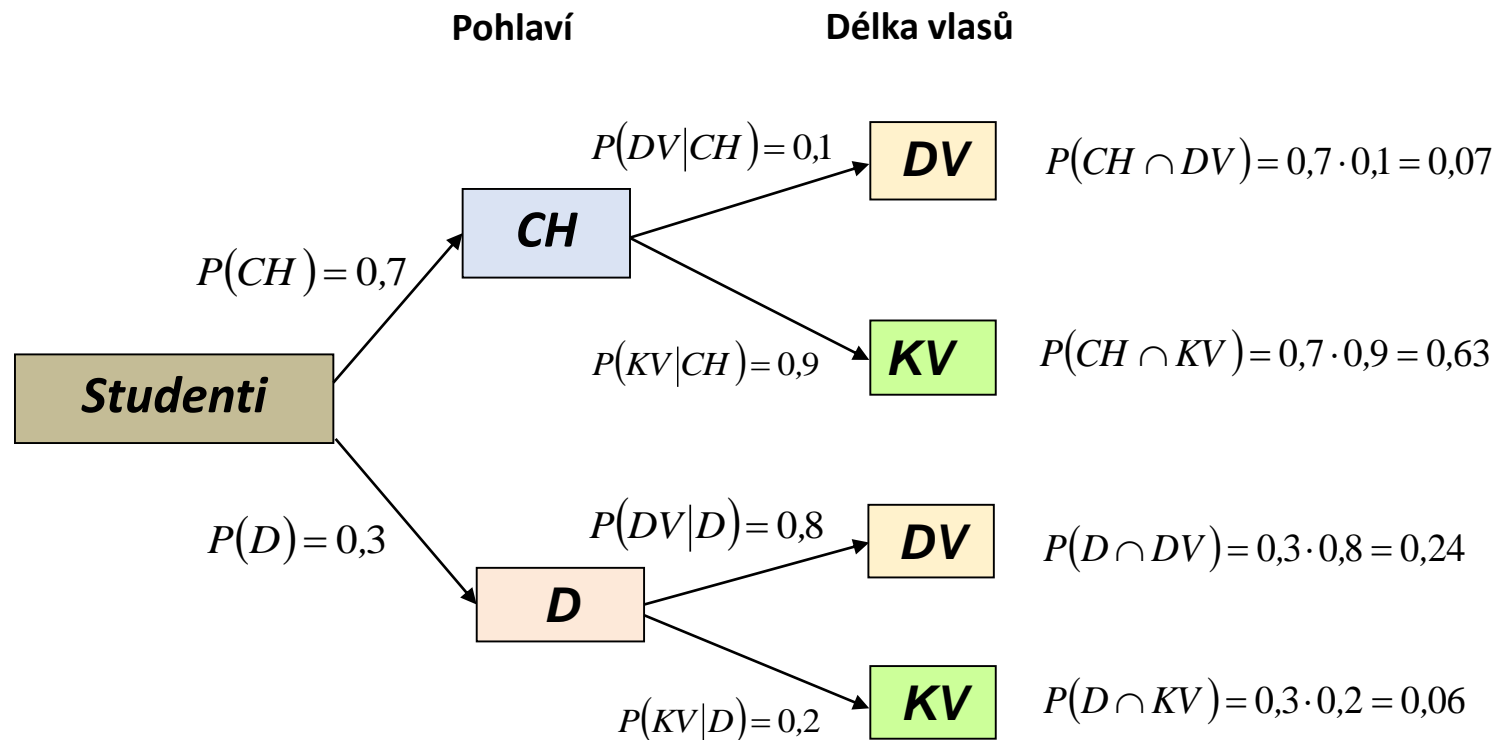 Pohlaví Délka vlasů
P(DV|CH) = 0,1
DV
P(CH ∩ DV) = 0,7 · 0,1 = 0,07
CH
P(CH) = 0,7
P(KV|CH) = 0,9
KV
P(CH ∩ KV) = 0,7 · 0,9 = 0,63
Studenti
P(D) = 0,3
P(DV|D) = 0,8
DV
P(D ∩ DV) = 0,3 · 0,8 = 0,24
D
P(KV|D) = 0,2
KV
P(D ∩ KV) = 0,3 · 0,2 = 0,06